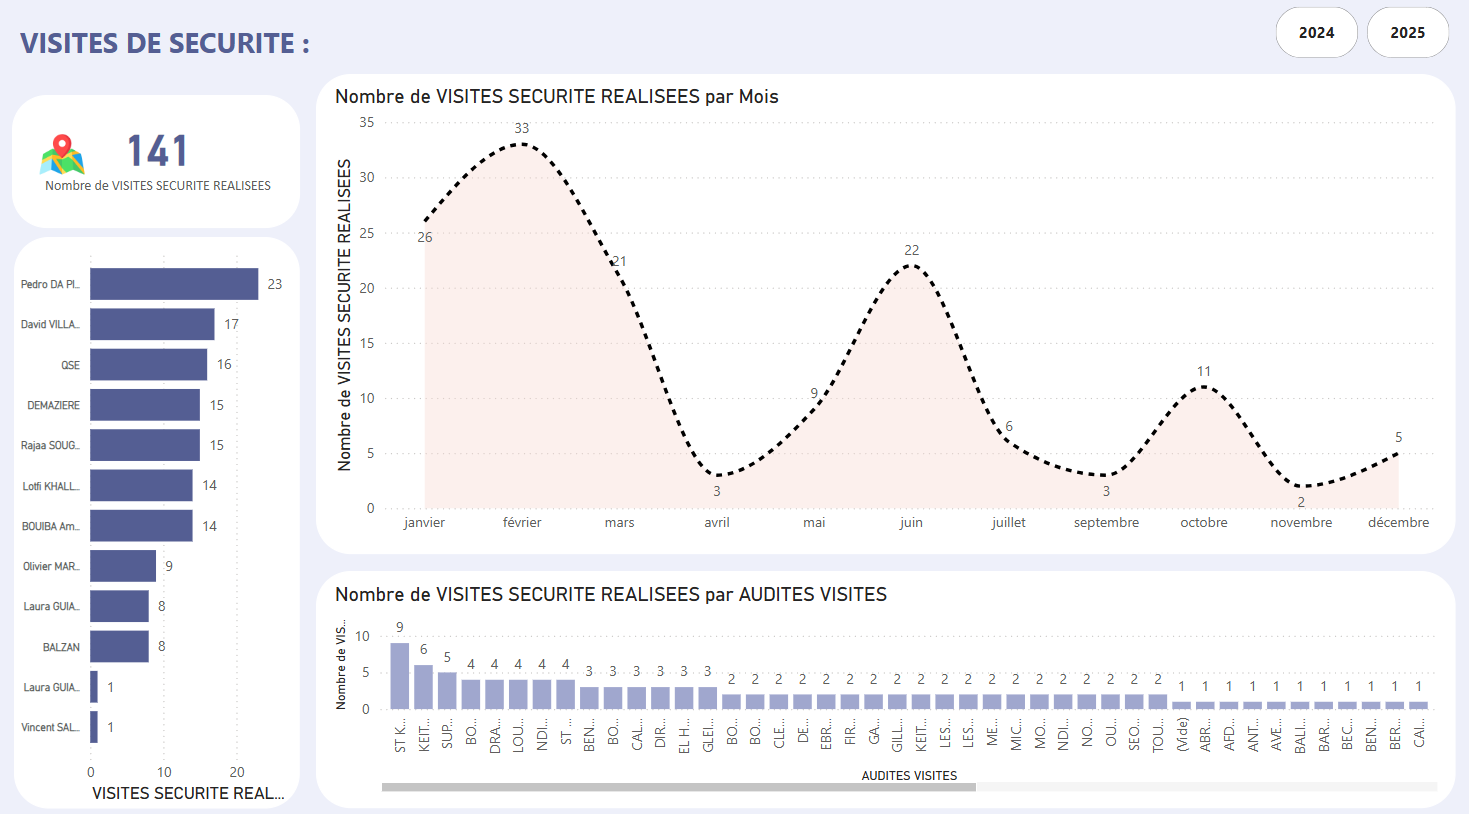 VISITES DE SECURITE :
2024
2025
141
Nombre de VISITES SECURITE REALISEES
Pedro DA PI... 23
David VILLA... 17
QSE 16
DEMAZIERE 15
Rajaa SOUG... 15
Lotfi KHALL... 14
BOUIBA Am... 14
Olivier MAR... 9
Laura GUIA... 8
BALZAN 8
Laura GUIA... 1
Vincent SAL... 1
0 10 20
VISITES SECURITE REAL...
Nombre de VISITES SECURITE REALISEES par Mois
Nombre de VISITES SECURITE REALISEES
35
30
25
20
15
10
5
0
26 33 21 3 9 22 6 3 11 2 5
janvier février mars avril mai juin juillet septembre octobre novembre décembre
Nombre de VISITES SECURITE REALISEES par AUDITES VISITES
Nombre de VIS...
10
5
0
9 6 5 4 4 4 4 4 3 3 3 3 3 3 2 2 2 2 2 2 2 2 2 2 2 2 2 2 2 2 2 2 2 1 1 1 1 1 1 1 1 1 1 1
ST K... KEIT... SUP... BO... DRA... LOU... NDI... ST ... BEN... BO... CAL... DIR... EL H... GLEI... BO... BO... CLE... DE... EBR... FIR... GA... GILL... KEIT... LES... LES... ME... MIC... MO... NDI... NO... OU... SEO... TOU... (Vide) ABR... AFD... ANT... AVE... BALI... BAR... BEC... BEN... BER... CAI...
AUDITES VISITES